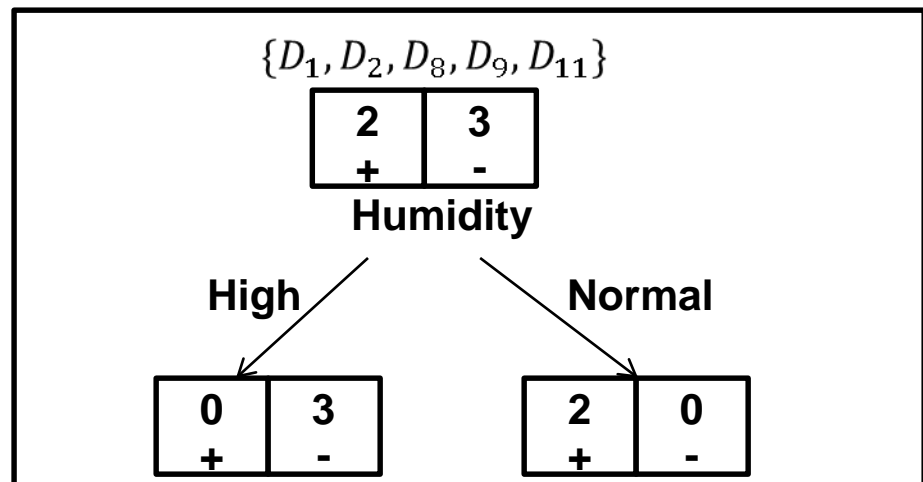 {D₁, D₂, D₈, D₉, D₁₁}
2 3
+ -
Humidity
High Normal
0 3 2 0
+ - + -